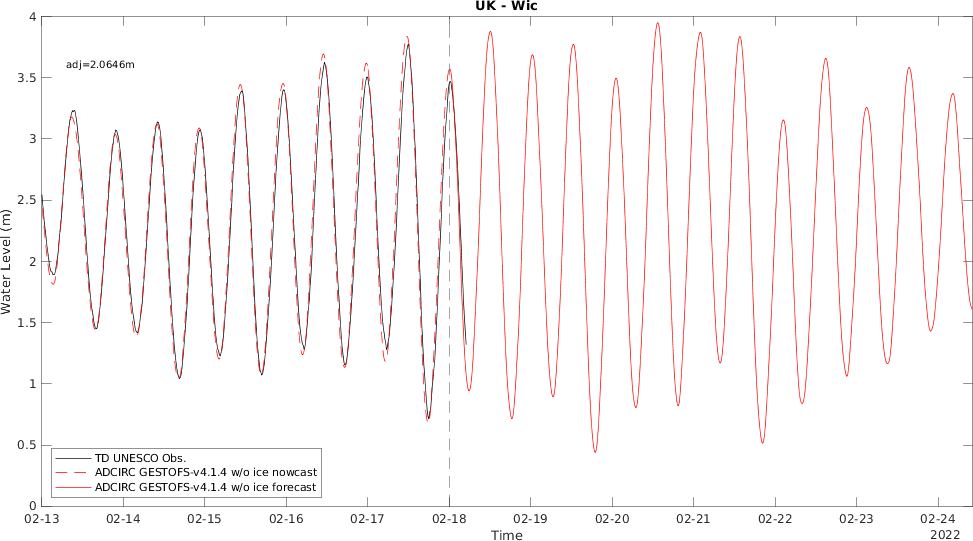 UK - Wic
4
3.5
3
2.5
2
1.5
1
0.5
0
Water Level (m)
adj=2.0646m
TD UNESCO Obs.
ADCIRC GESTOFS-v4.1.4 w/o ice nowcast
ADCIRC GESTOFS-v4.1.4 w/o ice forecast
02-13 02-14 02-15 02-16 02-17 02-18 02-19 02-20 02-21 02-22 02-23 02-24
Time
2022